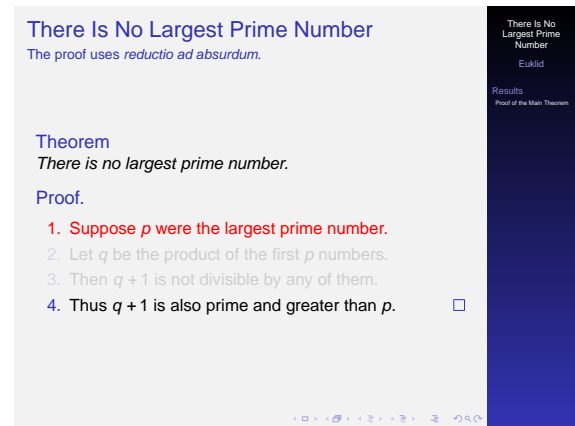 There Is No Largest Prime Number
The proof uses reductio ad absurdum.
Theorem
There is no largest prime number.
Proof.
1. Suppose p were the largest prime number.
2. Let q be the product of the first p numbers.
3. Then q + 1 is not divisible by any of them.
4. Thus q + 1 is also prime and greater than p.
There Is No
Largest Prime
Number
Euklid
Results
Proof of the Main Theorem